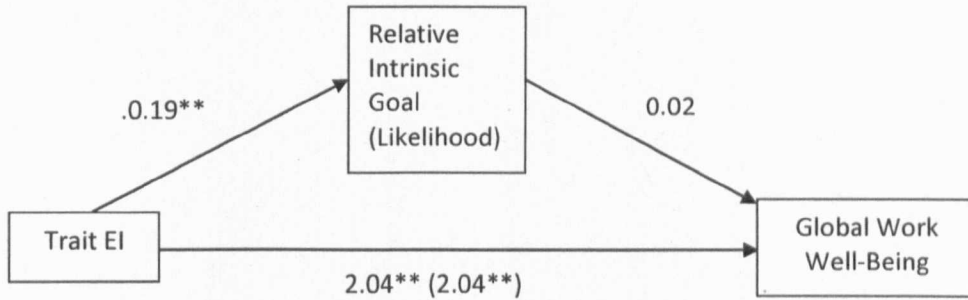 Relative
Intrinsic
Goal
(Likelihood)
.0.19**
0.02
Trait EI
Global Work
Well-Being
2.04** (2.04**)